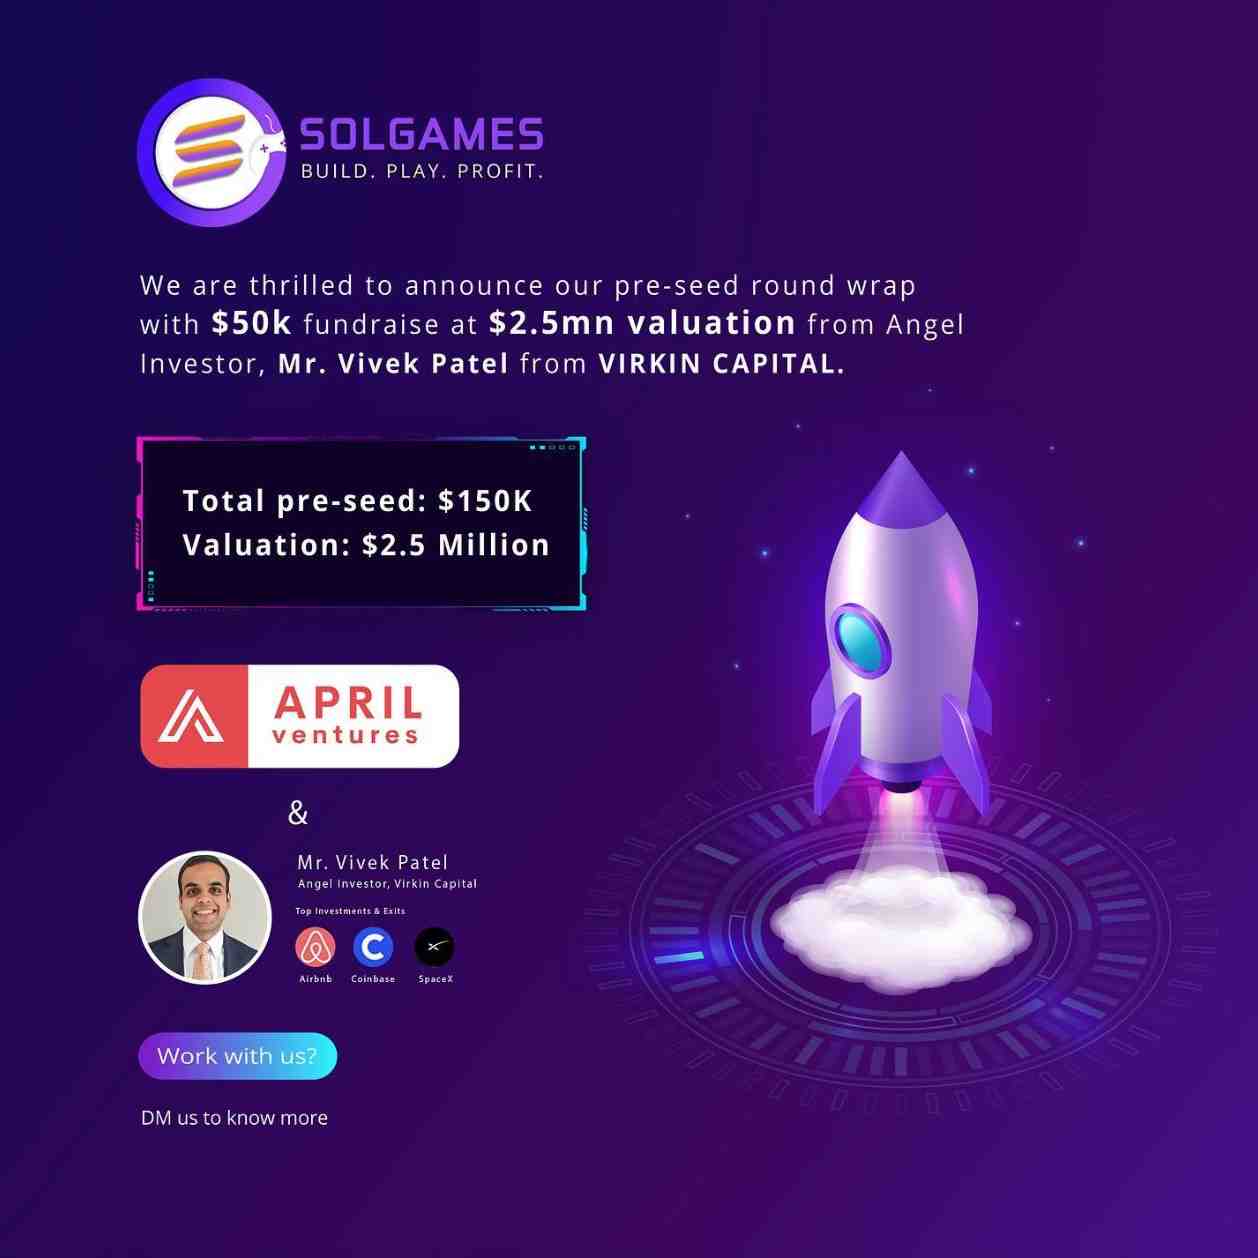 SOLGAMES
BUILD. PLAY. PROFIT.
We are thrilled to announce our pre-seed round wrap
with $50k fundraise at $2.5mn valuation from Angel
Investor, Mr. Vivek Patel from VIRKIN CAPITAL.
Total pre-seed: $150K
Valuation: $2.5 Million
APRIL
ventures
&
Mr. Vivek Patel
Angel Investor, Virkin Capital
Top Investments & Exits
Airbnb Coinbase SpaceX
Work with us?
DM us to know more